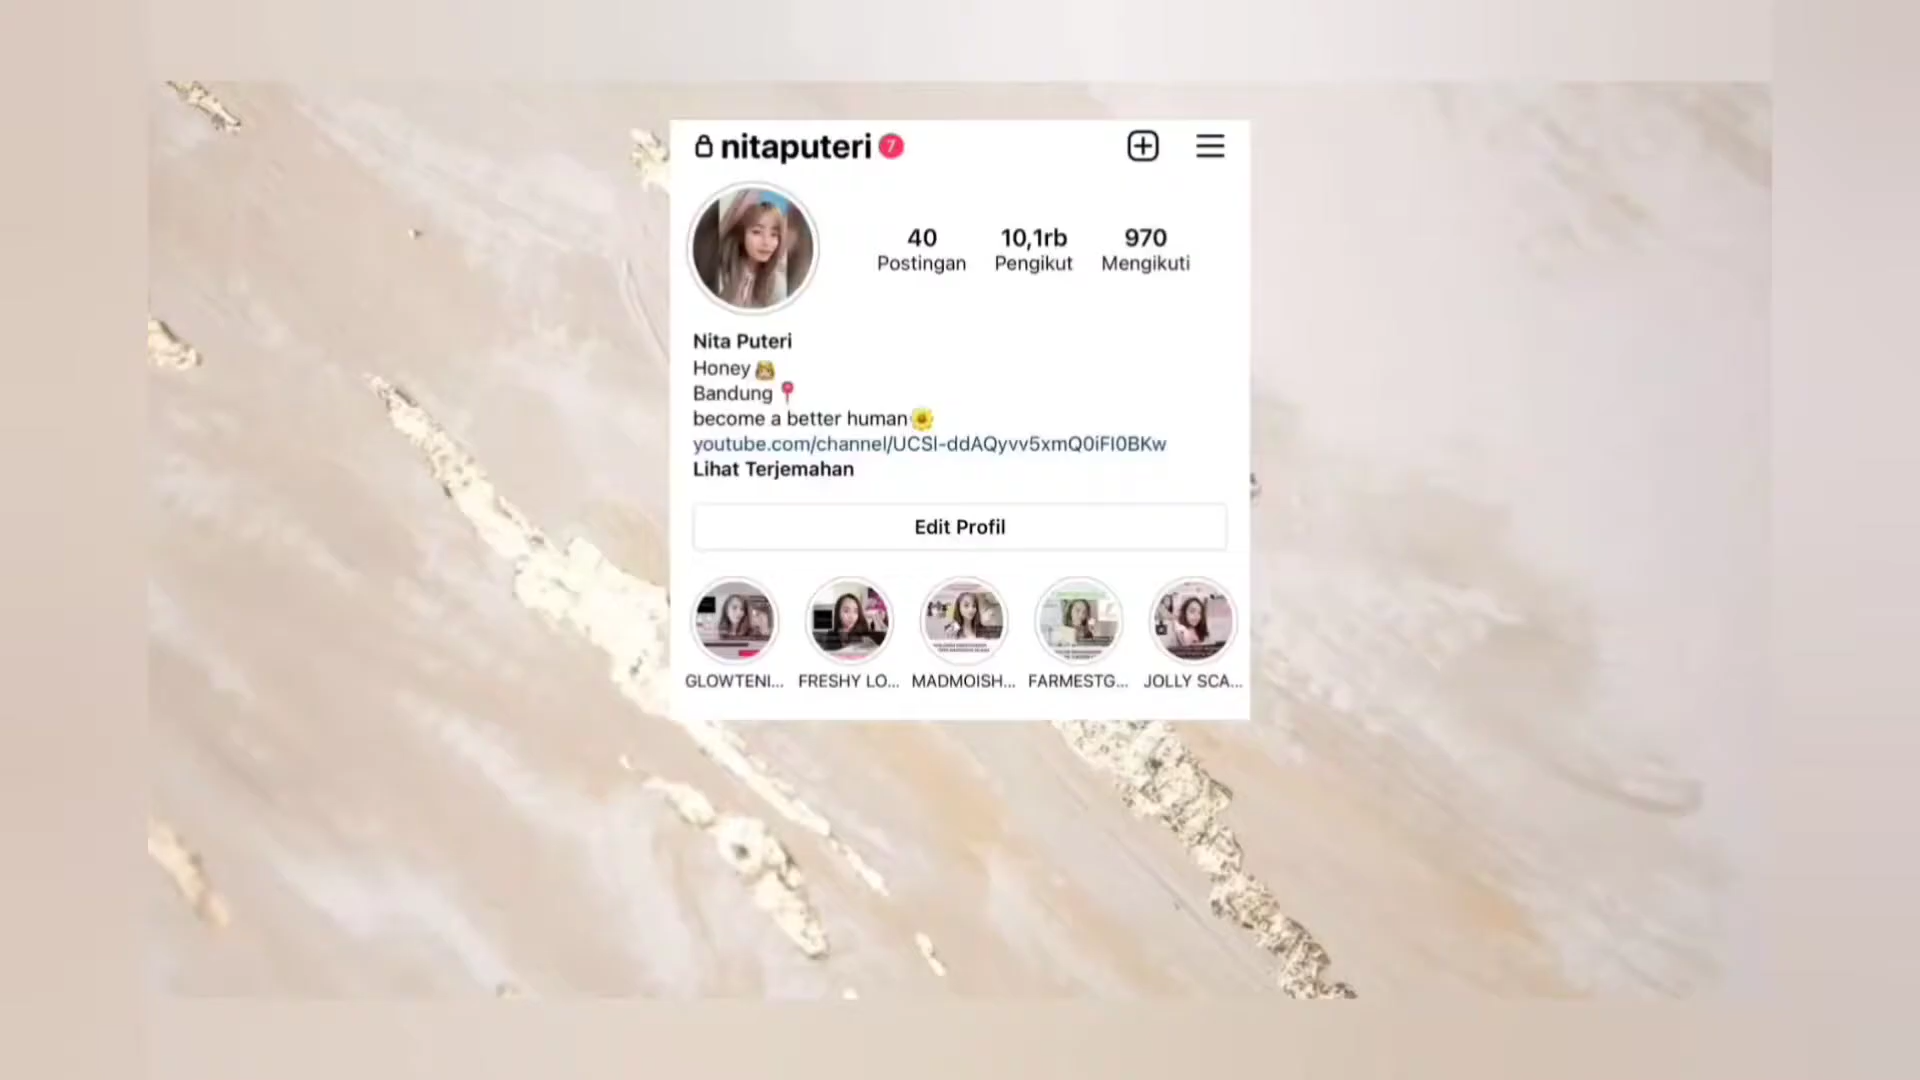 nitaputeri 7
40 10,1rb 970
Postingan Pengikut Mengikuti
Nita Puteri
Honey
Bandung
become a better human
youtube.com/channel/UCSI-ddAQyvv5xmQ0iFI0BKw
Lihat Terjemahan
Edit Profil
GLOWTENI... FRESHY LO... MADMOISH... FARMESTG... JOLLY SCA...